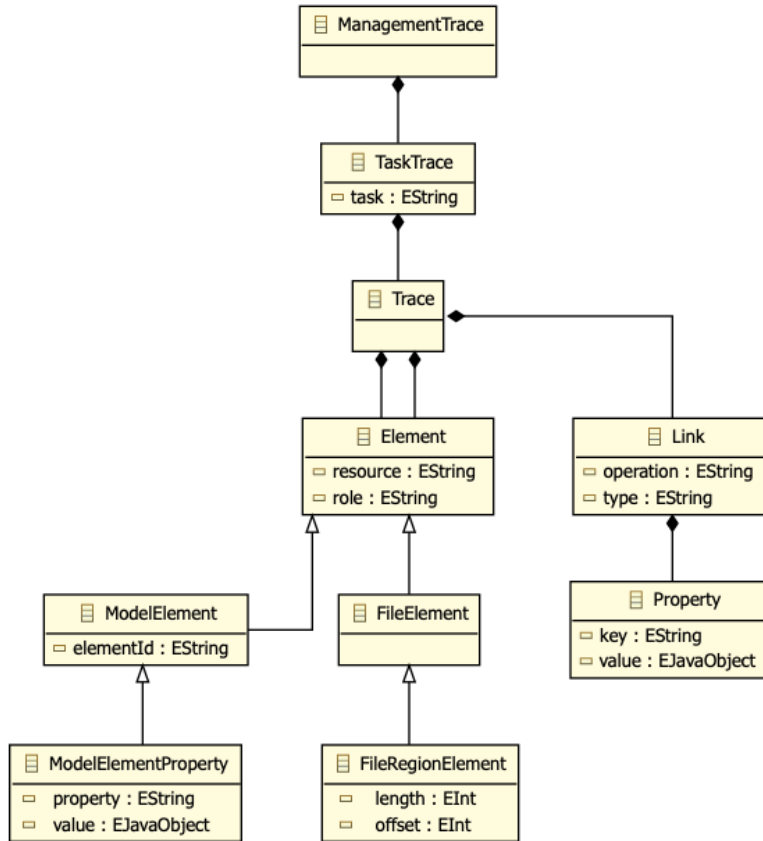 ManagementTrace
TaskTrace
task : EString
Trace
Element
resource : EString
role : EString
Link
operation : EString
type : EString
ModelElement
elementId : EString
FileElement
Property
key : EString
value : EJavaObject
ModelElementProperty
property : EString
value : EJavaObject
FileRegionElement
length : EInt
offset : EInt